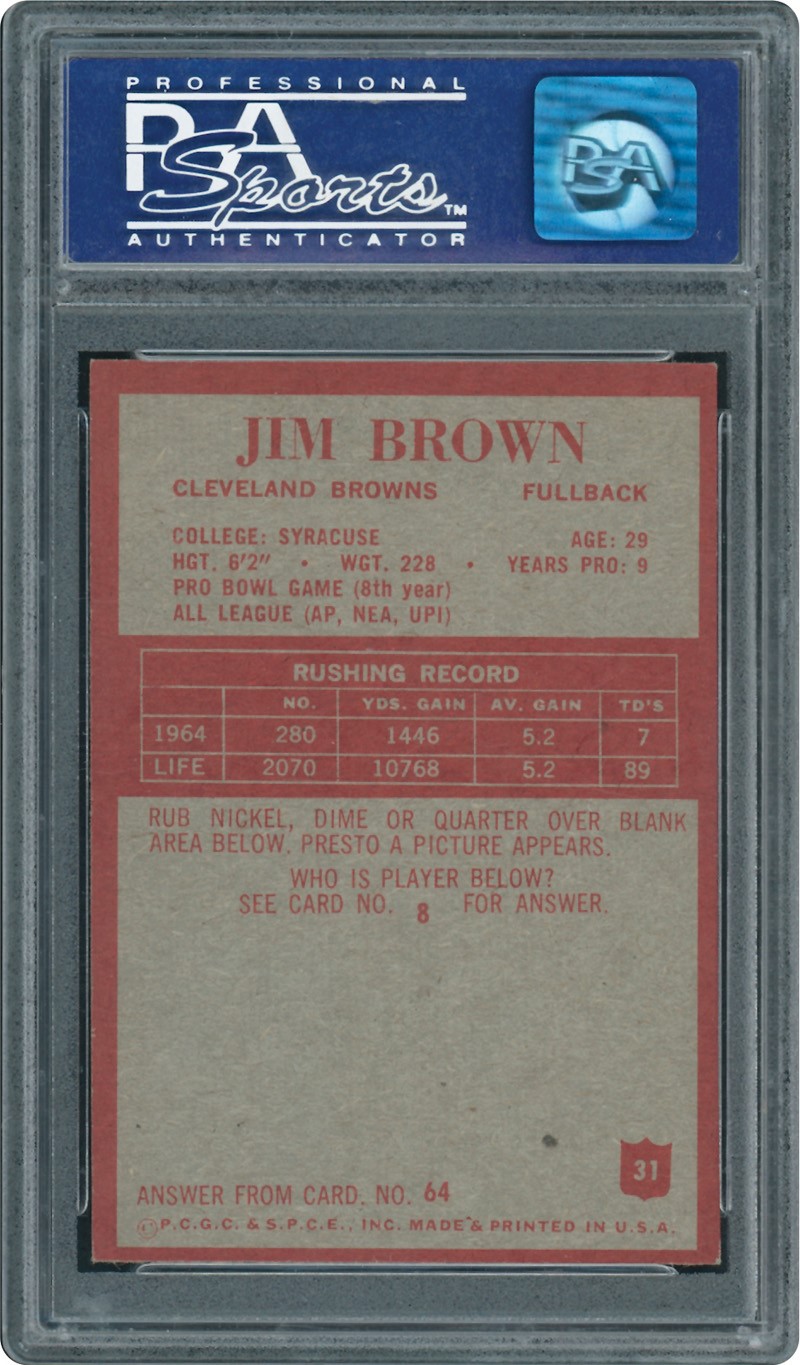 PROFESSIONAL
PSA
Sports™
AUTHENTICATOR
PSA
JIM BROWN
CLEVELAND BROWNS FULLBACK
COLLEGE: SYRACUSE AGE: 29
HGT. 6'2" • WGT. 228 • YEARS PRO: 9
PRO BOWL GAME (8th year)
ALL LEAGUE (AP, NEA, UPI)
RUSHING RECORD
NO. YDS. GAIN AV. GAIN TD'S
1964 280 1446 5.2 7
LIFE 2070 10768 5.2 89
RUB NICKEL, DIME OR QUARTER OVER BLANK
AREA BELOW. PRESTO A PICTURE APPEARS.
WHO IS PLAYER BELOW?
SEE CARD NO. 8 FOR ANSWER.
31
ANSWER FROM CARD. NO. 64
©P.C.G.C. & S.P.C.E., INC. MADE & PRINTED IN U.S.A.